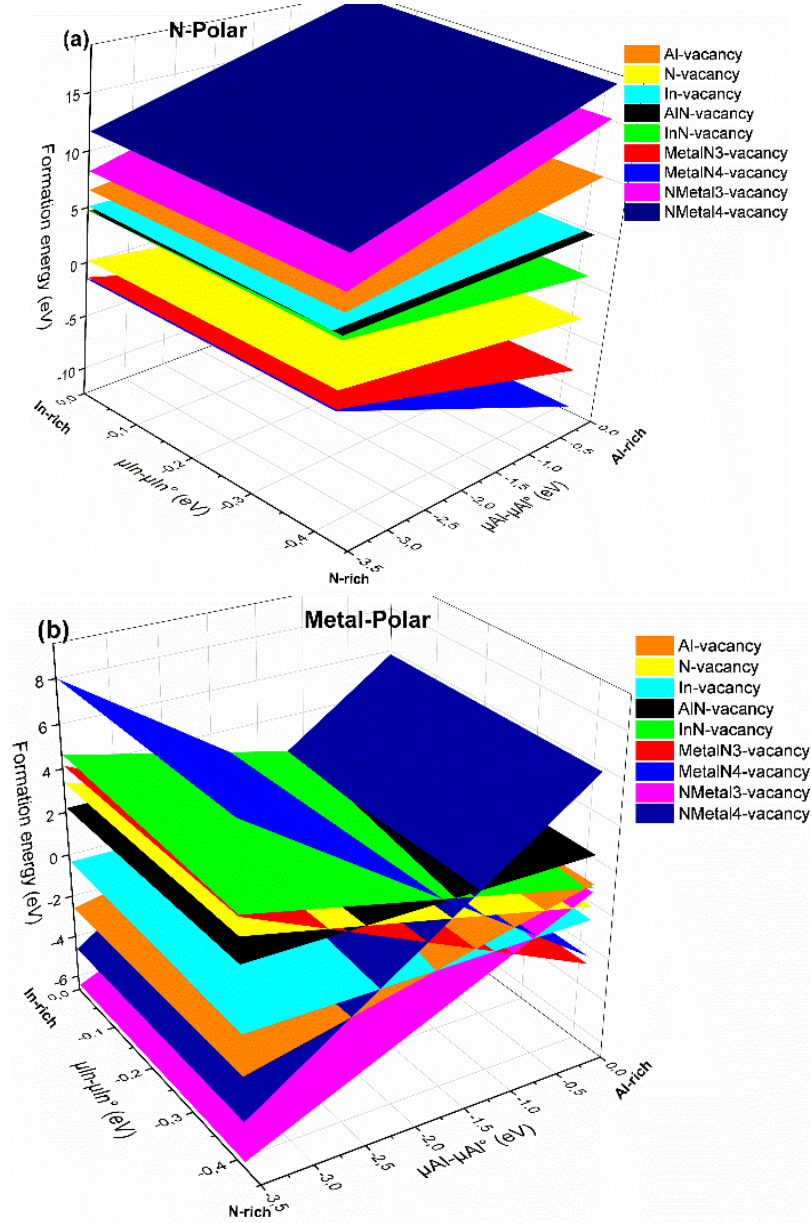 (a)
N-Polar
Al-vacancy
N-vacancy
In-vacancy
AlN-vacancy
InN-vacancy
MetalN3-vacancy
MetalN4-vacancy
NMetal3-vacancy
NMetal4-vacancy
Formation energy (eV)
15
10
5
0
-5
-10
0,0
-0,1
-0,2
-0,3
-0,4
In-rich
μIn-μIn° (eV)
N-rich
-3,5
-3,0
-2,5
-2,0
-1,5
-1,0
-0,5
0,0
μAl-μAl° (eV)
Al-rich
(b)
Metal-Polar
Al-vacancy
N-vacancy
In-vacancy
AlN-vacancy
InN-vacancy
MetalN3-vacancy
MetalN4-vacancy
NMetal3-vacancy
NMetal4-vacancy
Formation energy (eV)
8
6
4
2
0
-2
-4
-6
0,0
-0,1
-0,2
-0,3
-0,4
In-rich
μIn-μIn° (eV)
N-rich
-3,5
-3,0
-2,5
-2,0
-1,5
-1,0
-0,5
0,0
μAl-μAl° (eV)
Al-rich